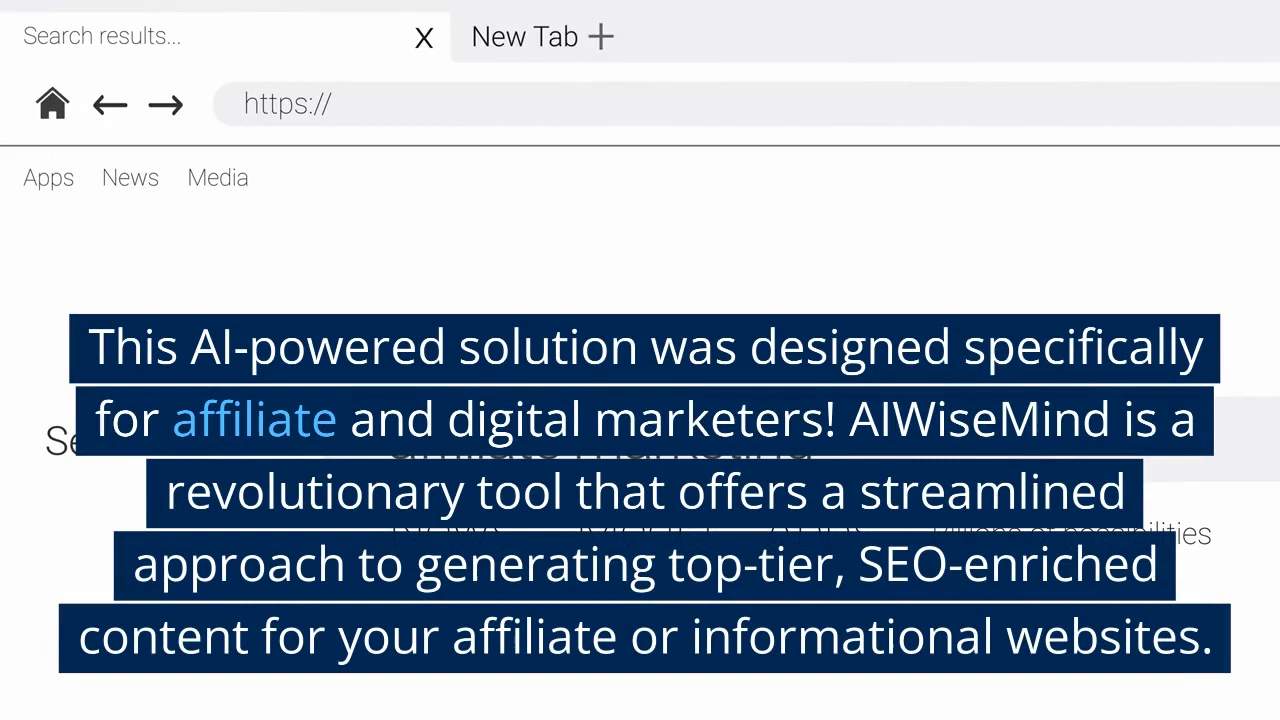 Search results... X New Tab +
https://
Apps News Media
This AI-powered solution was designed specifically
for affiliate and digital marketers! AIWiseMind is a
revolutionary tool that offers a streamlined
approach to generating top-tier, SEO-enriched
content for your affiliate or informational websites.